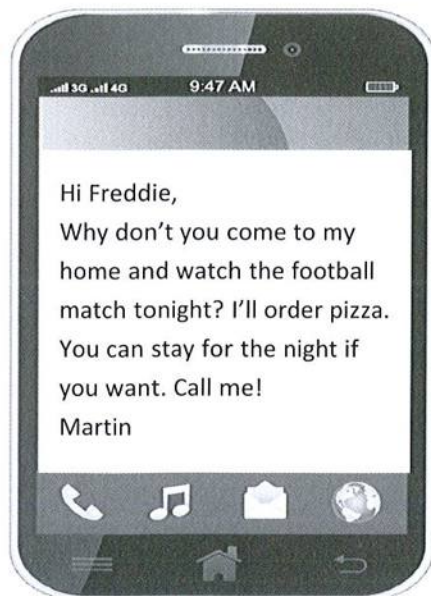 3G 4G 9:47 AM
Hi Freddie,
Why don't you come to my
home and watch the football
match tonight? I'll order pizza.
You can stay for the night if
you want. Call me!
Martin